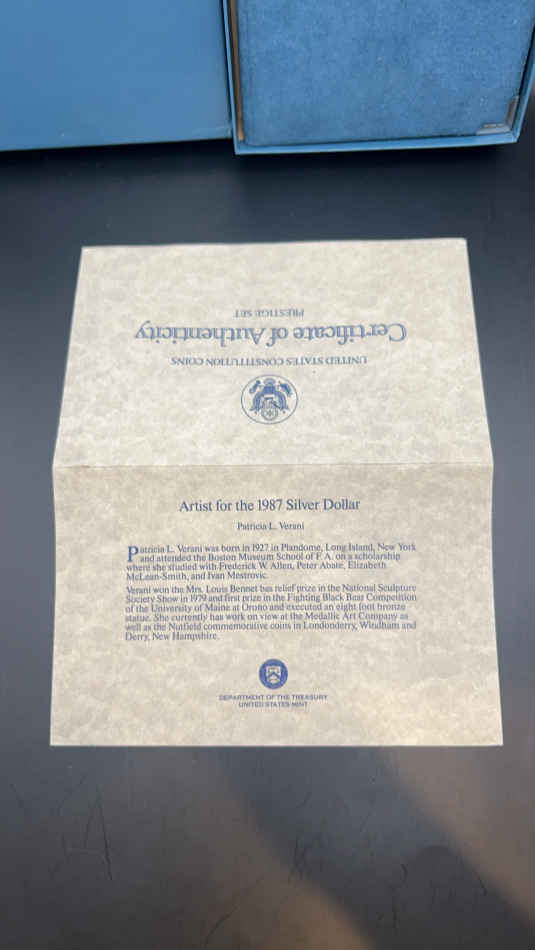 PRESTIGE SET
Certificate of Authenticity
UNITED STATES CONSTITUTION COINS
Artist for the 1987 Silver Dollar
Patricia L. Verani
Patricia L. Verani was born in 1927 in Plandome, Long Island, New York
and attended the Boston Museum School of F. A. on a scholarship
where she studied with Frederick W. Allen, Peter Abate, Elizabeth
McLean-Smith, and Ivan Mestrovic.
Verani won the Mrs. Louis Bennet bas relief prize in the National Sculpture
Society Show in 1979 and first prize in the Fighting Black Bear Competition
of the University of Maine at Orono and executed an eight foot bronze
statue. She currently has work on view at the Medallic Art Company as
well as the Nutfield commemorative coins in Londonderry, Windham and
Derry, New Hampshire.
DEPARTMENT OF THE TREASURY
UNITED STATES MINT